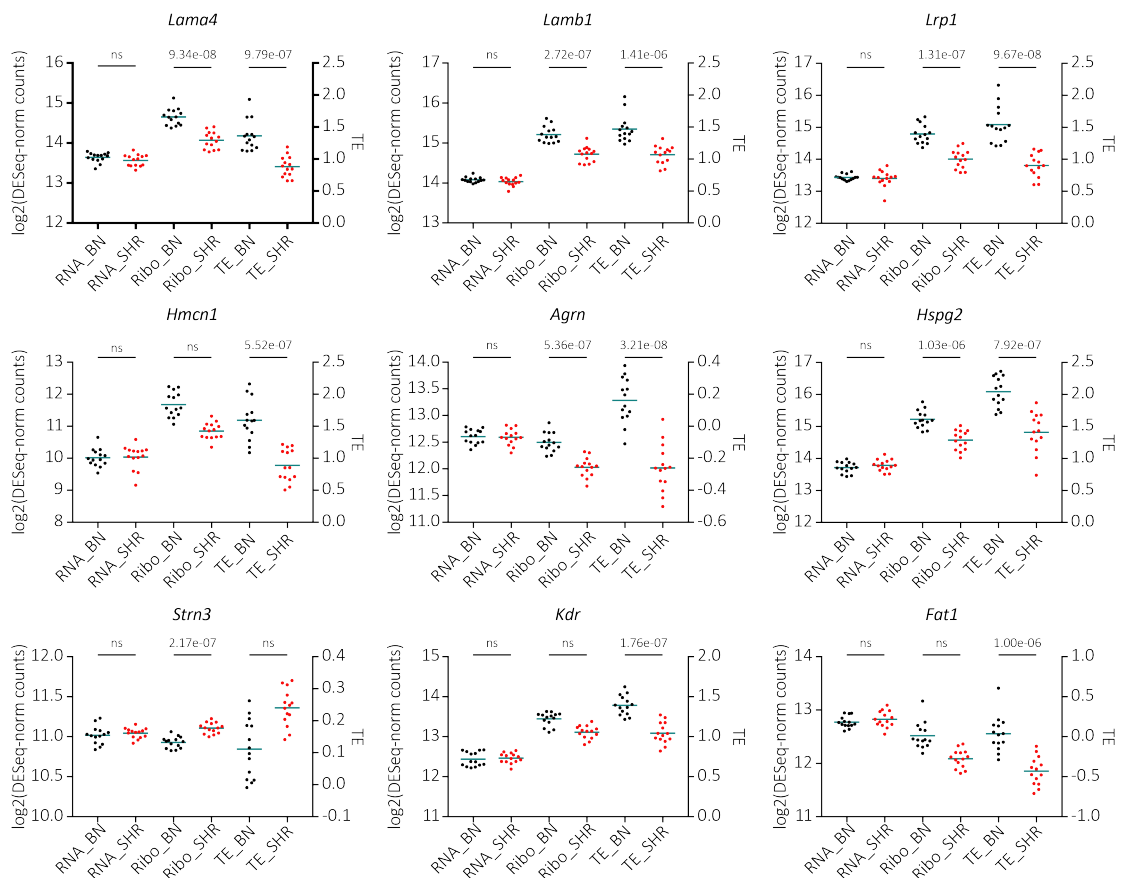 Lama4
Lamb1
Lrp1
ns 9.34e-08 9.79e-07
ns 2.72e-07 1.41e-06
ns 1.31e-07 9.67e-08
log2(DESeq-norm counts)
16
15
14
13
12
2.5
2.0
1.5
1.0
0.5
0.0
TE
RNA_BN
RNA_SHR
Ribo_BN
Ribo_SHR
TE_BN
TE_SHR
log2(DESeq-norm counts)
17
16
15
14
13
2.5
2.0
1.5
1.0
0.5
0.0
TE
RNA_BN
RNA_SHR
Ribo_BN
Ribo_SHR
TE_BN
TE_SHR
log2(DESeq-norm counts)
17
16
15
14
13
12
2.5
2.0
1.5
1.0
0.5
0.0
TE
RNA_BN
RNA_SHR
Ribo_BN
Ribo_SHR
TE_BN
TE_SHR
Hmcn1
Agrn
Hspg2
ns ns 5.52e-07
ns 5.36e-07 3.21e-08
ns 1.03e-06 7.92e-07
log2(DESeq-norm counts)
13
12
11
10
9
8
2.5
2.0
1.5
1.0
0.5
0.0
TE
RNA_BN
RNA_SHR
Ribo_BN
Ribo_SHR
TE_BN
TE_SHR
log2(DESeq-norm counts)
14.0
13.5
13.0
12.5
12.0
11.5
11.0
0.4
0.2
0.0
-0.2
-0.4
-0.6
TE
RNA_BN
RNA_SHR
Ribo_BN
Ribo_SHR
TE_BN
TE_SHR
log2(DESeq-norm counts)
17
16
15
14
13
12
2.5
2.0
1.5
1.0
0.5
0.0
TE
RNA_BN
RNA_SHR
Ribo_BN
Ribo_SHR
TE_BN
TE_SHR
Strn3
Kdr
Fat1
ns 2.17e-07 ns
ns ns 1.76e-07
ns ns 1.00e-06
log2(DESeq-norm counts)
12.0
11.5
11.0
10.5
10.0
0.4
0.3
0.2
0.1
0.0
-0.1
TE
RNA_BN
RNA_SHR
Ribo_BN
Ribo_SHR
TE_BN
TE_SHR
log2(DESeq-norm counts)
15
14
13
12
11
2.0
1.5
1.0
0.5
0.0
TE
RNA_BN
RNA_SHR
Ribo_BN
Ribo_SHR
TE_BN
TE_SHR
log2(DESeq-norm counts)
14
13
12
11
1.0
0.5
0.0
-0.5
-1.0
TE
RNA_BN
RNA_SHR
Ribo_BN
Ribo_SHR
TE_BN
TE_SHR